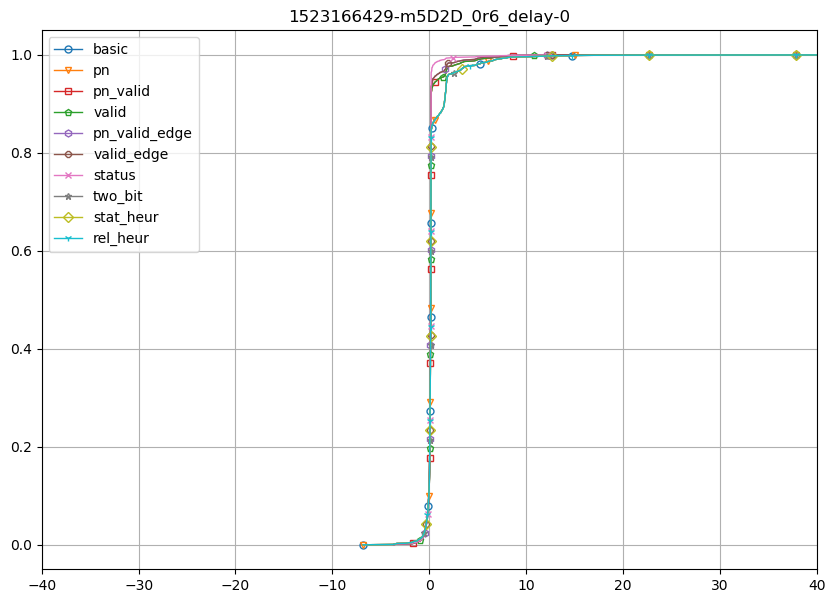 1523166429-m5D2D_0r6_delay-0
1.0
0.8
0.6
0.4
0.2
0.0
basic
pn
pn_valid
valid
pn_valid_edge
valid_edge
status
two_bit
stat_heur
rel_heur
−40 −30 −20 −10 0 10 20 30 40